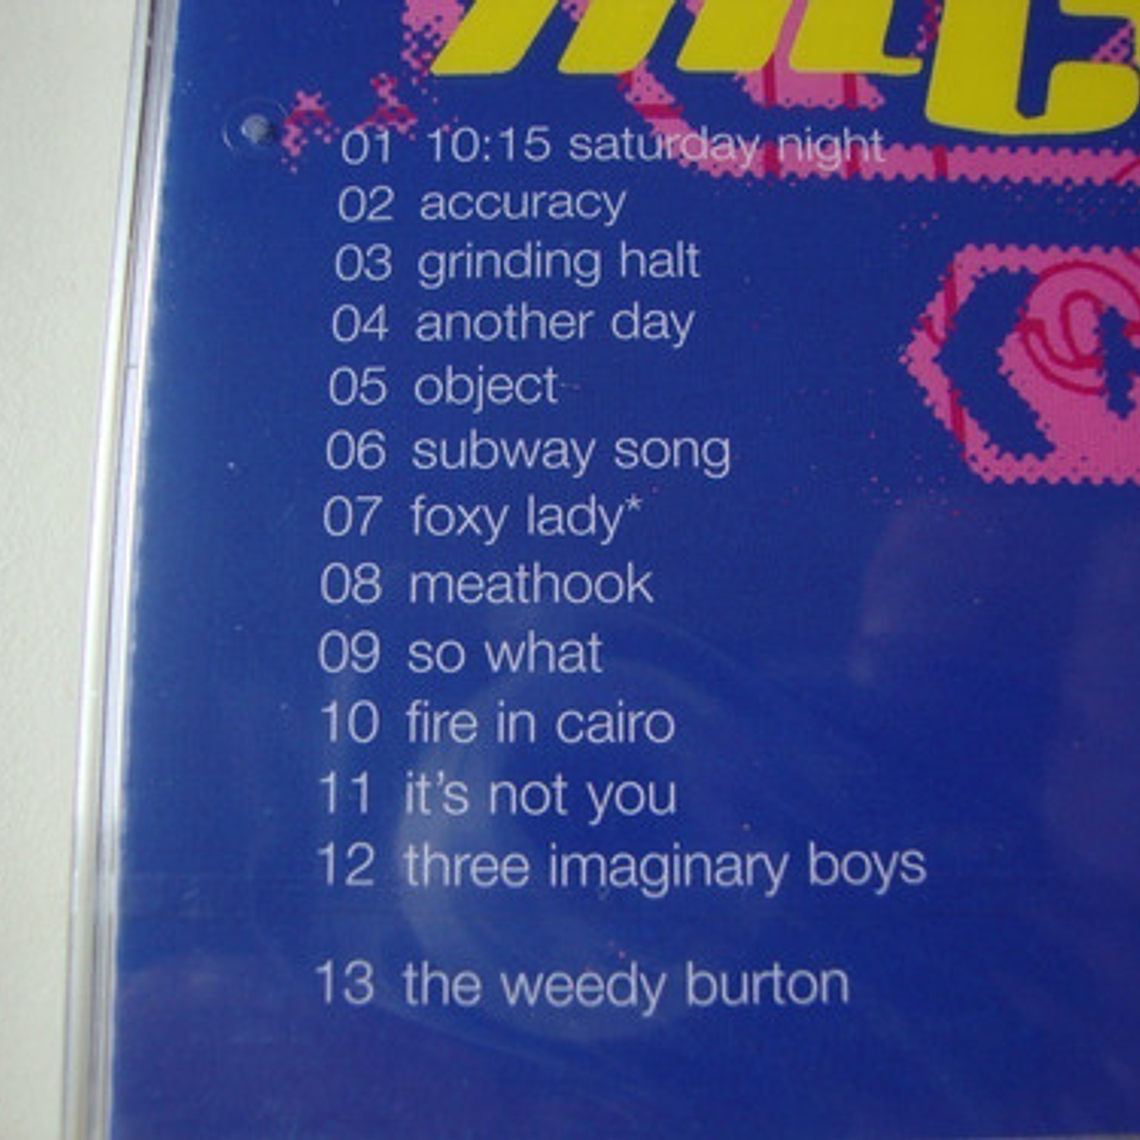 01 10:15 saturday night
02 accuracy
03 grinding halt
04 another day
05 object
06 subway song
07 foxy lady*
08 meathook
09 so what
10 fire in cairo
11 it's not you
12 three imaginary boys
13 the weedy burton